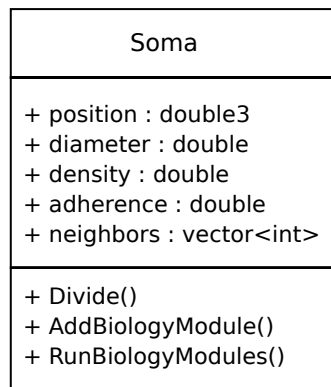 Soma
+ position : double3
+ diameter : double
+ density : double
+ adherence : double
+ neighbors : vector<int>
+ Divide()
+ AddBiologyModule()
+ RunBiologyModules()